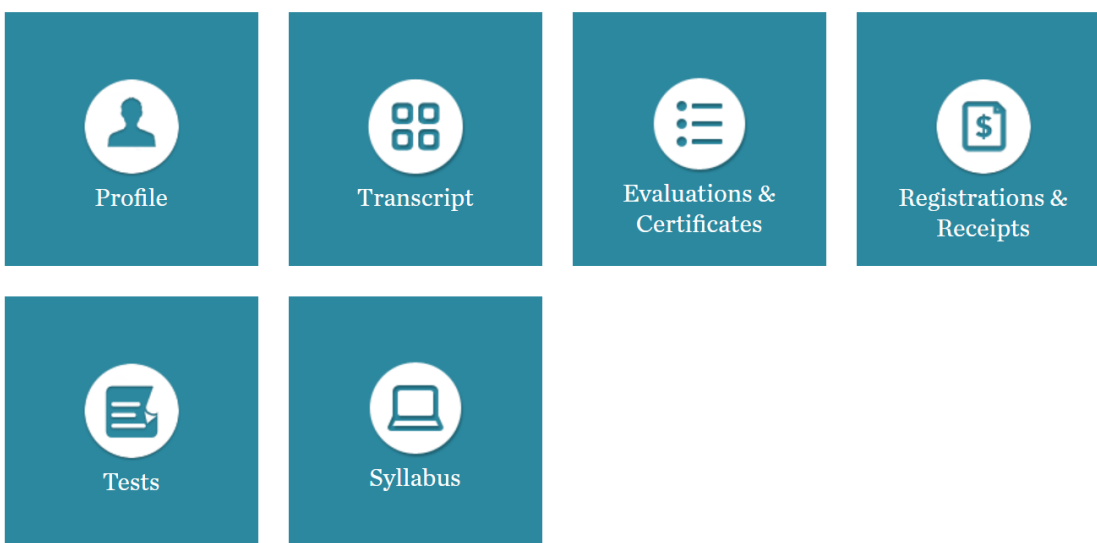 Profile
Transcript
Evaluations &
Certificates
Registrations &
Receipts
Tests
Syllabus